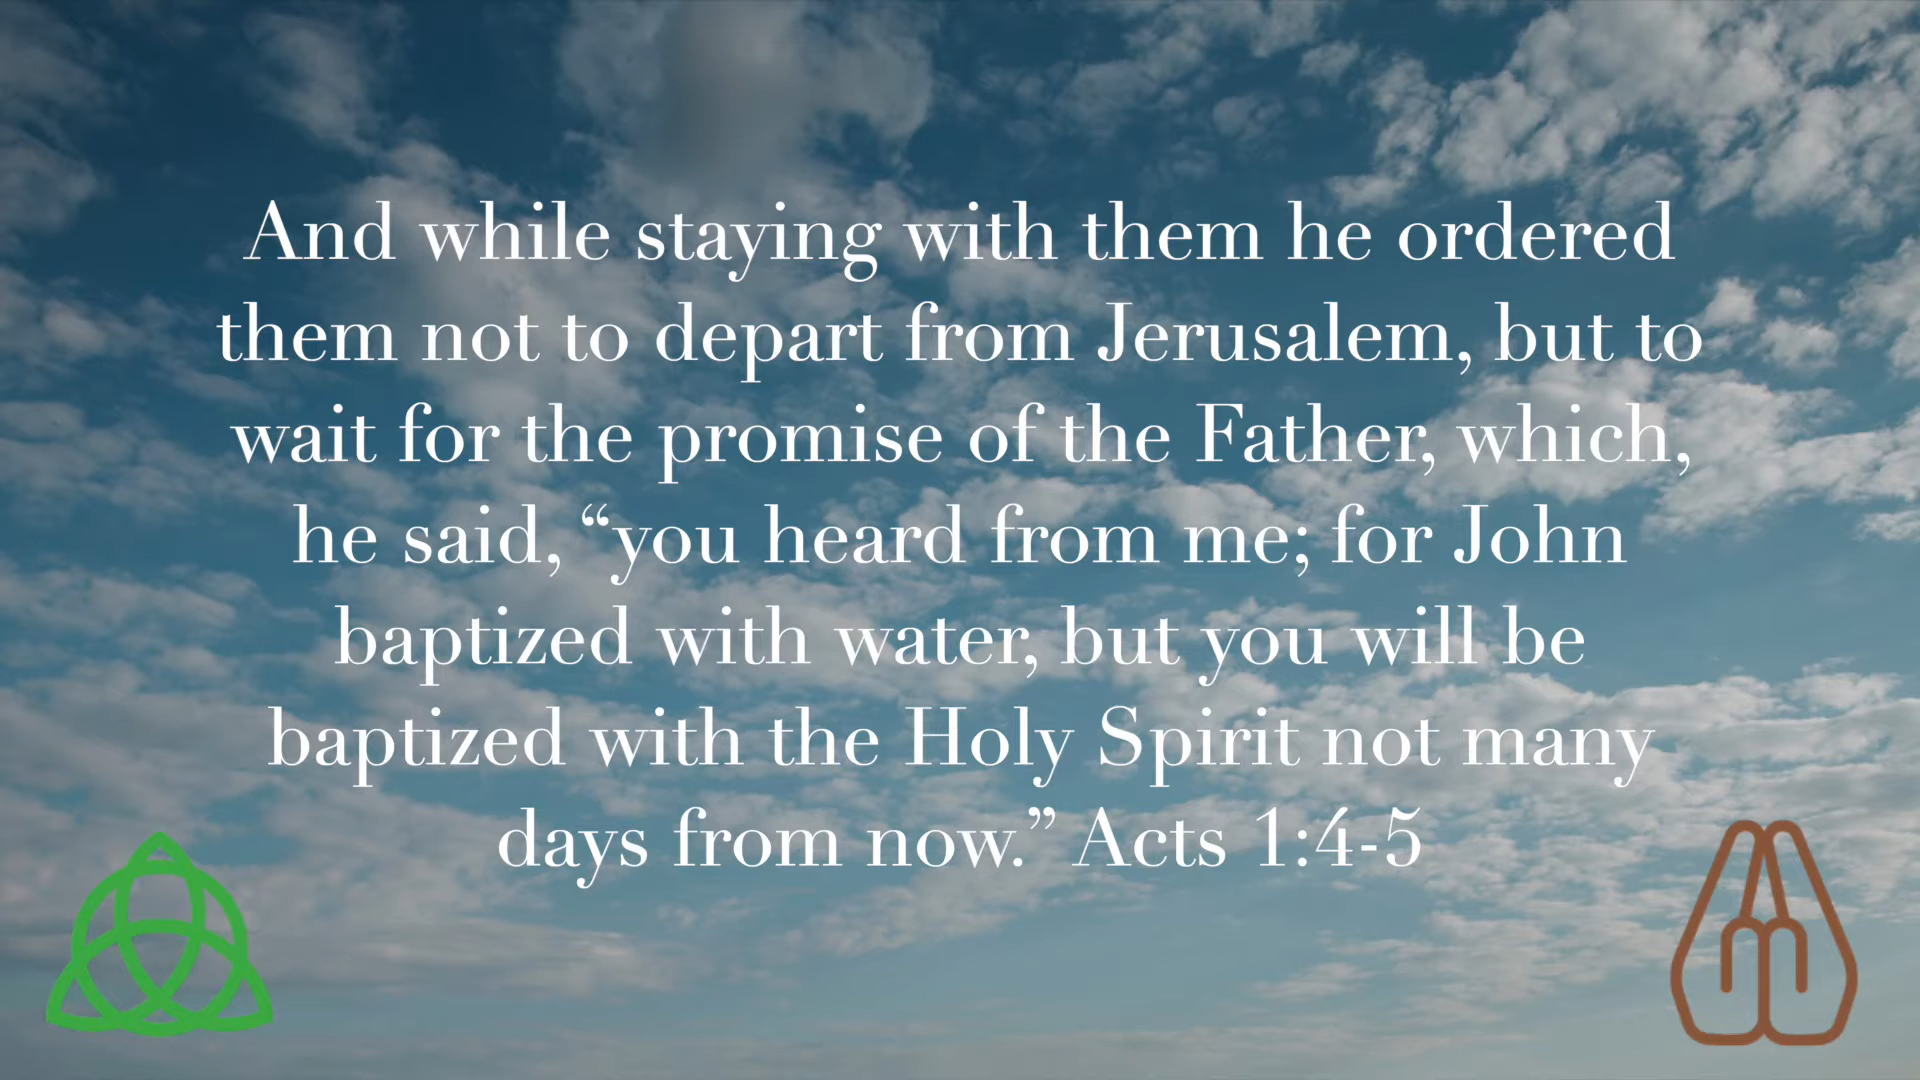 And while staying with them he ordered
them not to depart from Jerusalem, but to
wait for the promise of the Father, which,
he said, “you heard from me; for John
baptized with water, but you will be
baptized with the Holy Spirit not many
days from now.” Acts 1:4-5